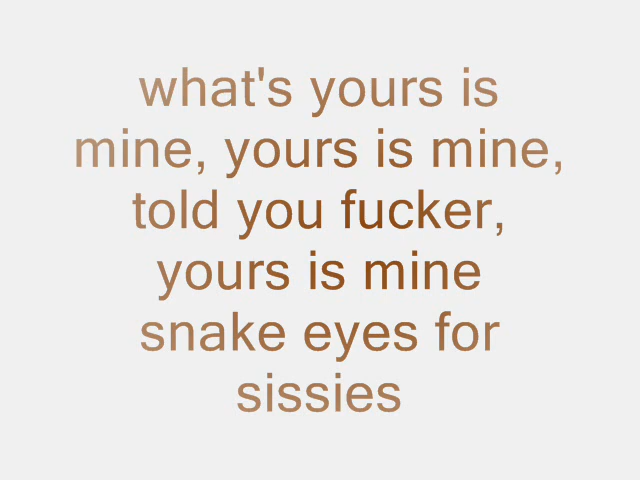 what's yours is
mine, yours is mine,
told you fucker,
yours is mine
snake eyes for
sissies